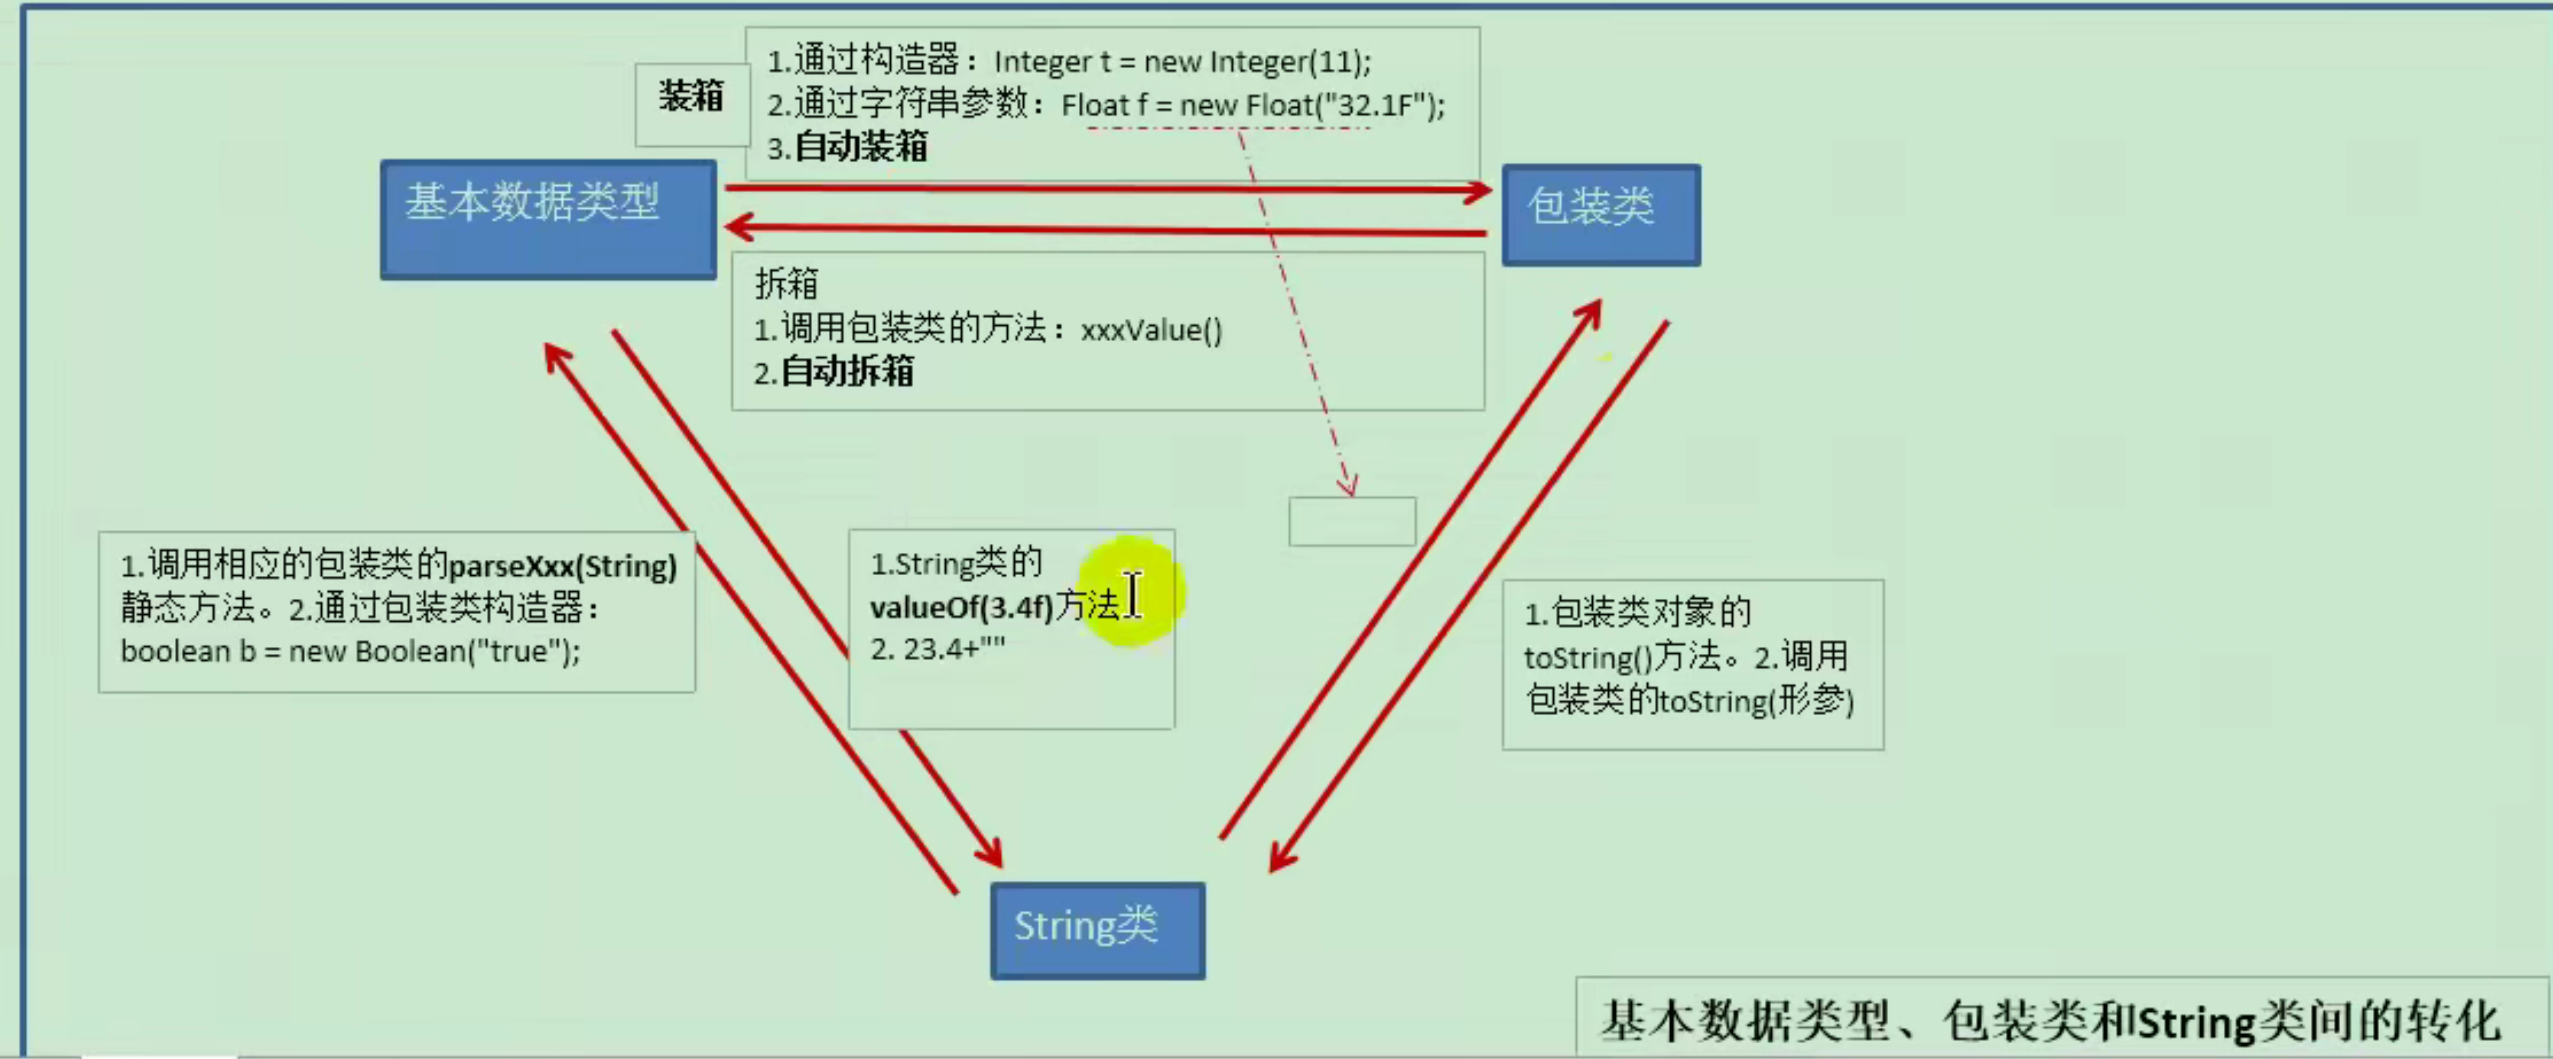 装箱
1.通过构造器：Integer t = new Integer(11);
2.通过字符串参数：Float f = new Float("32.1F");
3.自动装箱
基本数据类型
包装类
拆箱
1.调用包装类的方法：xxxValue()
2.自动拆箱
1.调用相应的包装类的parseXxx(String)
静态方法。2.通过包装类构造器：
boolean b = new Boolean("true");
1.String类的
valueOf(3.4f)方法
2. 23.4+""
1.包装类对象的
toString()方法。2.调用
包装类的toString(形参)
String类
基本数据类型、包装类和String类间的转化